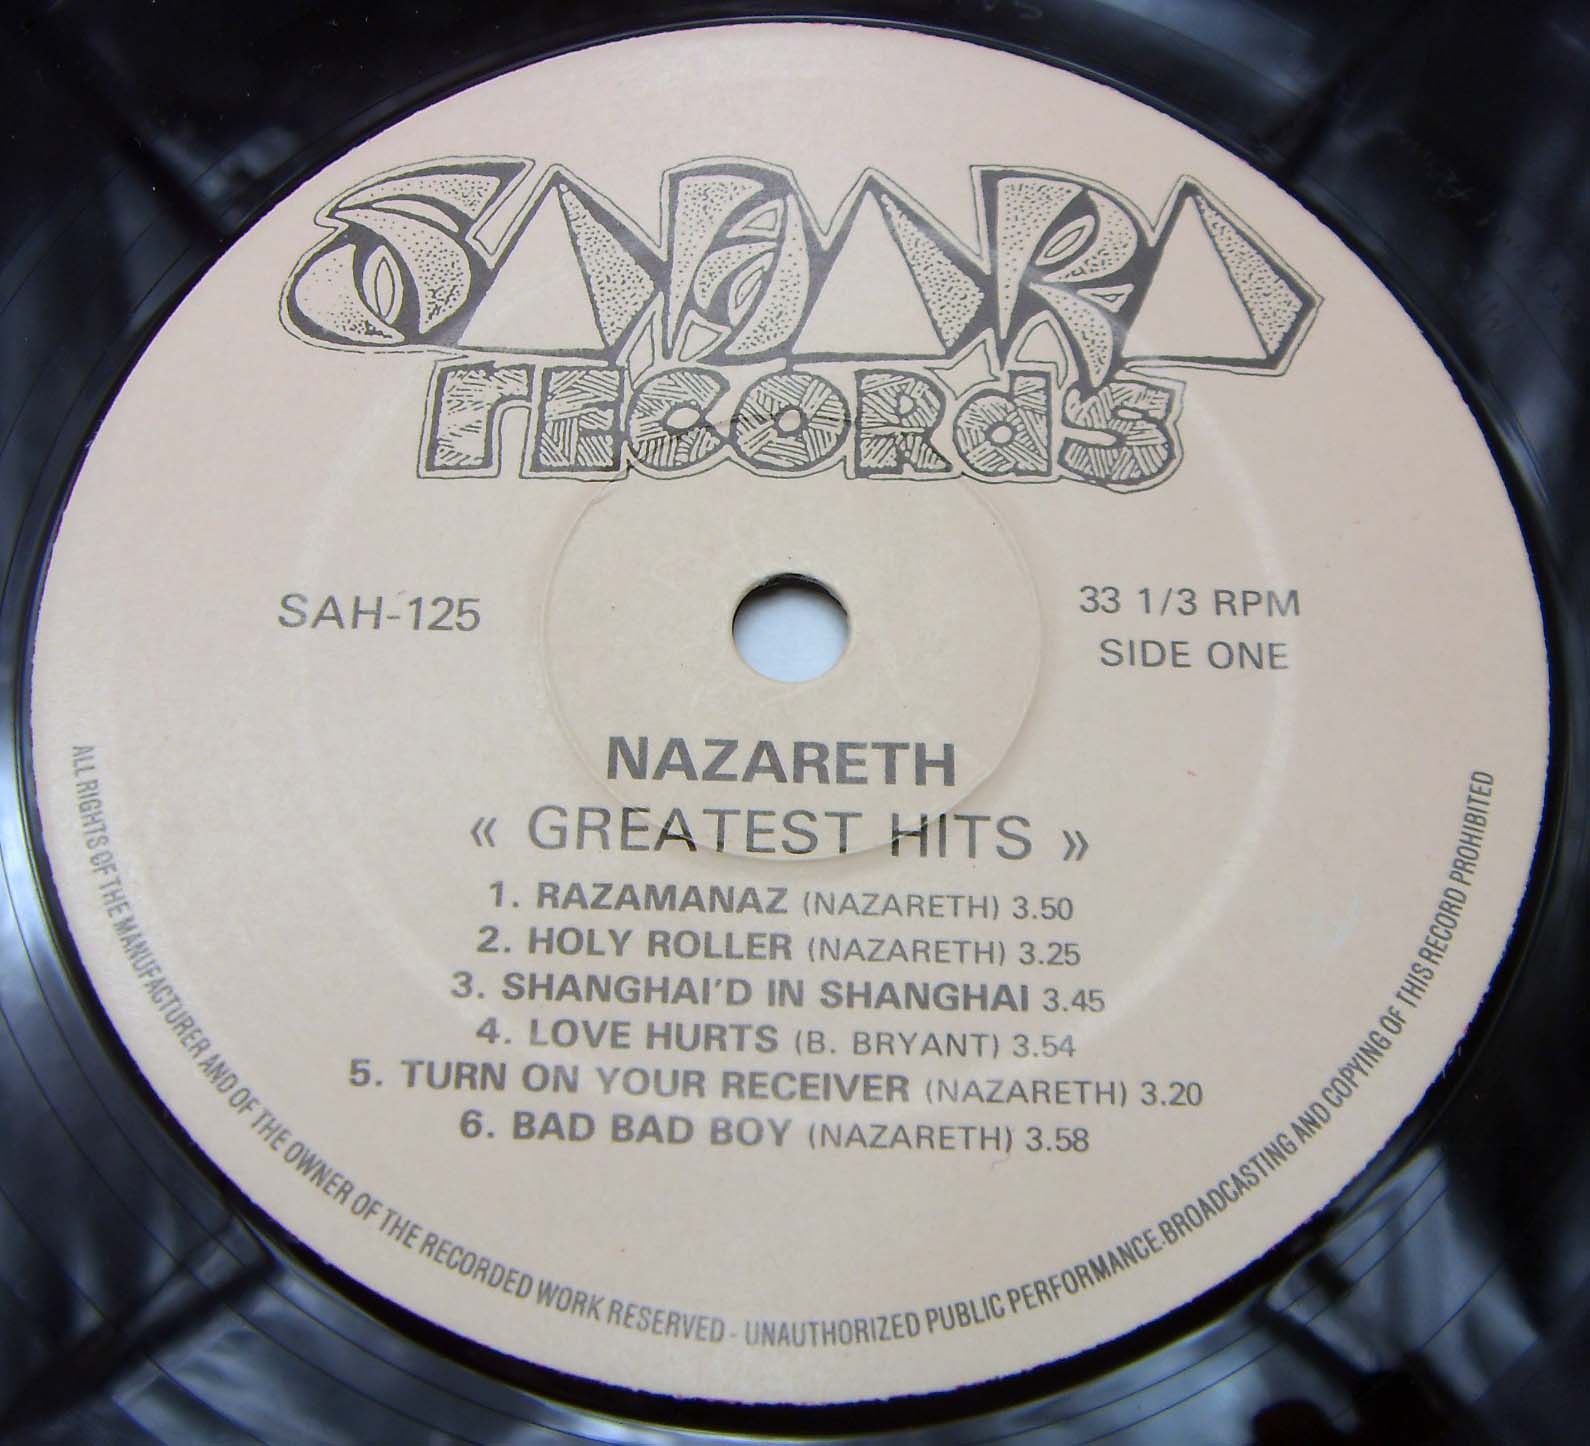 SAHARA
RECORDS
SAH-125
33 1/3 RPM
SIDE ONE
NAZARETH
« GREATEST HITS »
1. RAZAMANAZ (NAZARETH) 3.50
2. HOLY ROLLER (NAZARETH) 3.25
3. SHANGHAI'D IN SHANGHAI 3.45
4. LOVE HURTS (B. BRYANT) 3.54
5. TURN ON YOUR RECEIVER (NAZARETH) 3.20
6. BAD BAD BOY (NAZARETH) 3.58
ALL RIGHTS OF THE MANUFACTURER AND OF THE OWNER OF THE RECORDED WORK RESERVED - UNAUTHORIZED PUBLIC PERFORMANCE-BROADCASTING AND COPYING OF THIS RECORD PROHIBITED